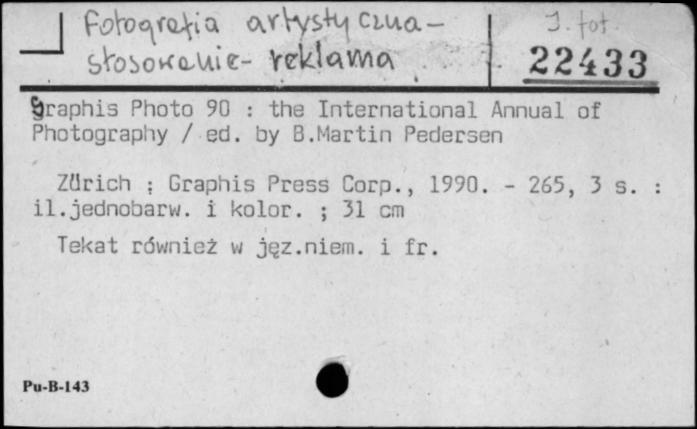 Fotografia artystyczna -
stosowanie - reklama
J. fot.
22433
Graphis Photo 90 : the International Annual of
Photography / ed. by B.Martin Pedersen
Zürich ; Graphis Press Corp., 1990. - 265, 3 s. :
il.jednobarw. i kolor. ; 31 cm
Tekat również w jęz.niem. i fr.
Pu-B-143